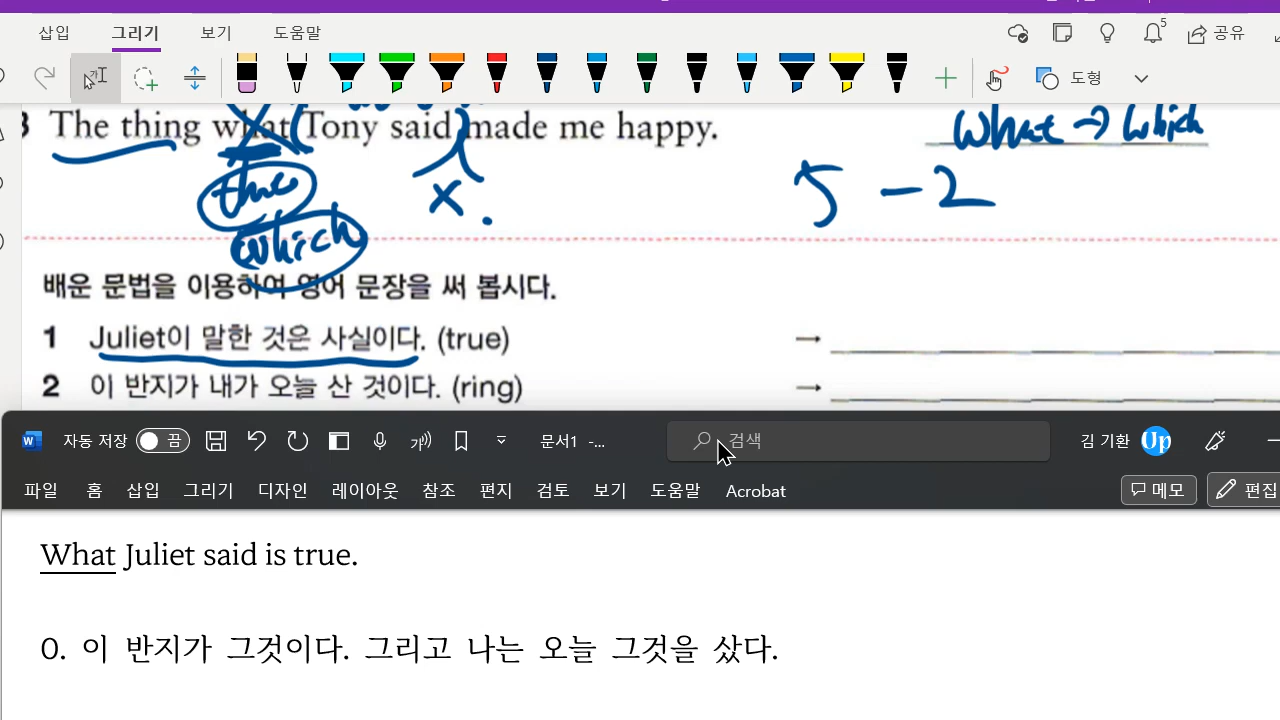 삽입 그리기 보기 도움말 5 공유
도형
The thing what Tony said made me happy. what → which
the x. 5 - 2
which
배운 문법을 이용하여 영어 문장을 써 봅시다.
1 Juliet이 말한 것은 사실이다. (true) →
2 이 반지가 내가 오늘 산 것이다. (ring) →
자동 저장 끔 가 문서1 -... 검색 김 기환 Up
파일 홈 삽입 그리기 디자인 레이아웃 참조 편지 검토 보기 도움말 Acrobat 메모 편집
What Juliet said is true.
0. 이 반지가 그것이다. 그리고 나는 오늘 그것을 샀다.